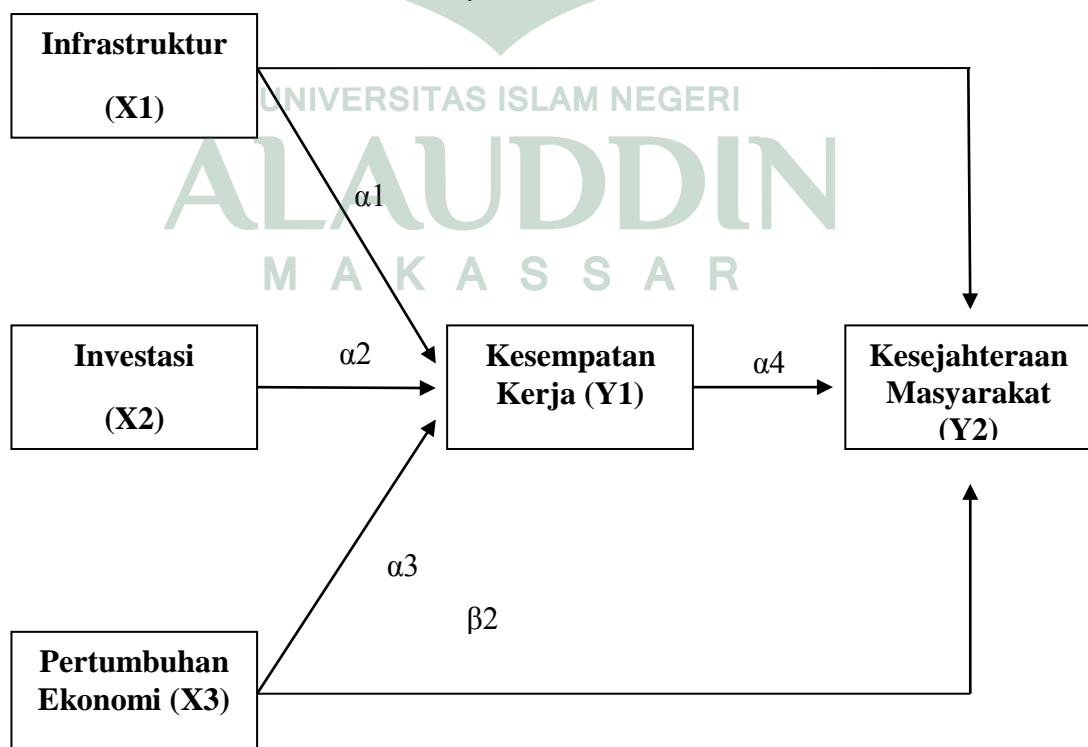 Infrastruktur
(X1)
UNIVERSITAS ISLAM NEGERI
ALAUDDIN
MAKASSAR
α1
Investasi
(X2)
α2
Kesempatan
Kerja (Y1)
α4
Kesejahteraan
Masyarakat
(Y2)
α3
β2
Pertumbuhan
Ekonomi (X3)